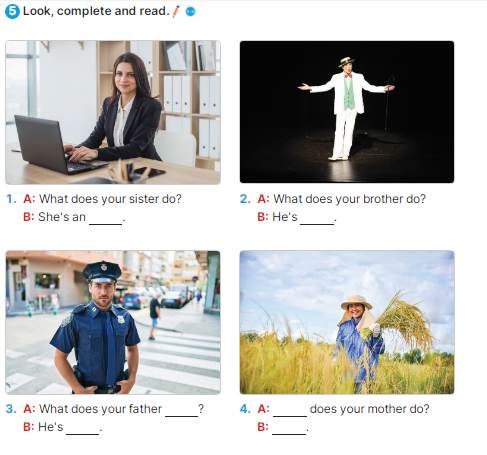 5 Look, complete and read.
1. A: What does your sister do?
B: She's an _____.
2. A: What does your brother do?
B: He's _____.
3. A: What does your father _____?
B: He's _____.
4. A: _____ does your mother do?
B: _____.